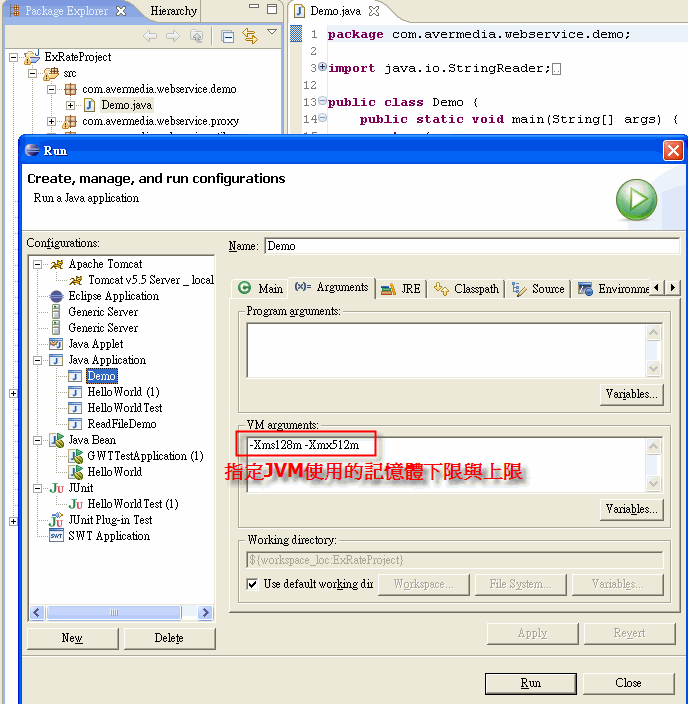 Package Explorer
Hierarchy
Demo.java
ExRateProject
src
com.avermedia.webservice.demo
Demo.java
com.avermedia.webservice.proxy
1 package com.avermedia.webservice.demo;
2
3 import java.io.StringReader;
12
13 public class Demo {
14 public static void main(String[] args) {
Run
Create, manage, and run configurations
Run a Java application
Configurations:
Apache Tomcat
Tomcat v5.5 Server _ local
Eclipse Application
Generic Server
Generic Server
Java Applet
Java Application
Demo
HelloWorld (1)
HelloWorldTest
ReadFileDemo
Java Bean
GWTTestApplication (1)
HelloWorld
JUnit
HelloWorldTest (1)
JUnit Plug-in Test
SWT Application
New
Delete
Name: Demo
Main
Arguments
JRE
Classpath
Source
Environme
Program arguments:
Variables...
VM arguments:
-Xms128m -Xmx512m
指定JVM使用的記憶體下限與上限
Variables...
Working directory:
${workspace_loc:ExRateProject}
Use default working dir
Workspace...
File System...
Variables...
Apply
Revert
Run
Close